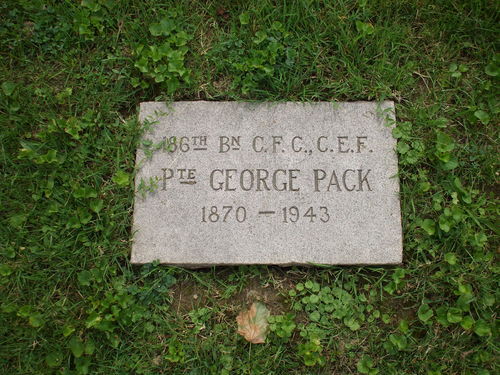 186TH BN C.F.C., C.E.F.
PTE GEORGE PACK
1870 — 1943